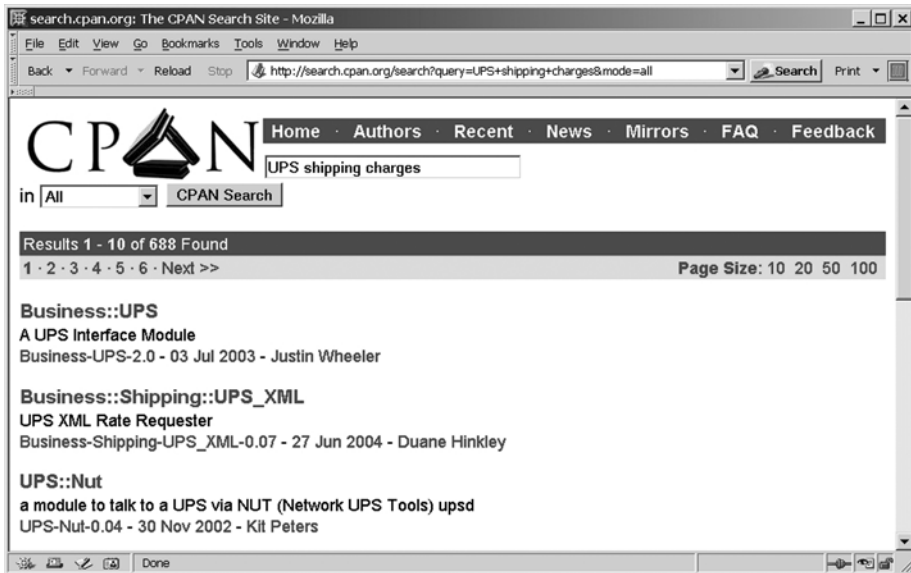 search.cpan.org: The CPAN Search Site - Mozilla
File Edit View Go Bookmarks Tools Window Help
Back Forward Reload Stop http://search.cpan.org/search?query=UPS+shipping+charges&mode=all Search Print
CPAN
Home · Authors · Recent · News · Mirrors · FAQ · Feedback
UPS shipping charges
in All CPAN Search
Results 1 - 10 of 688 Found
1 · 2 · 3 · 4 · 5 · 6 · Next >> Page Size: 10 20 50 100
Business::UPS
A UPS Interface Module
Business-UPS-2.0 - 03 Jul 2003 - Justin Wheeler
Business::Shipping::UPS_XML
UPS XML Rate Requester
Business-Shipping-UPS_XML-0.07 - 27 Jun 2004 - Duane Hinkley
UPS::Nut
a module to talk to a UPS via NUT (Network UPS Tools) upsd
UPS-Nut-0.04 - 30 Nov 2002 - Kit Peters
Done